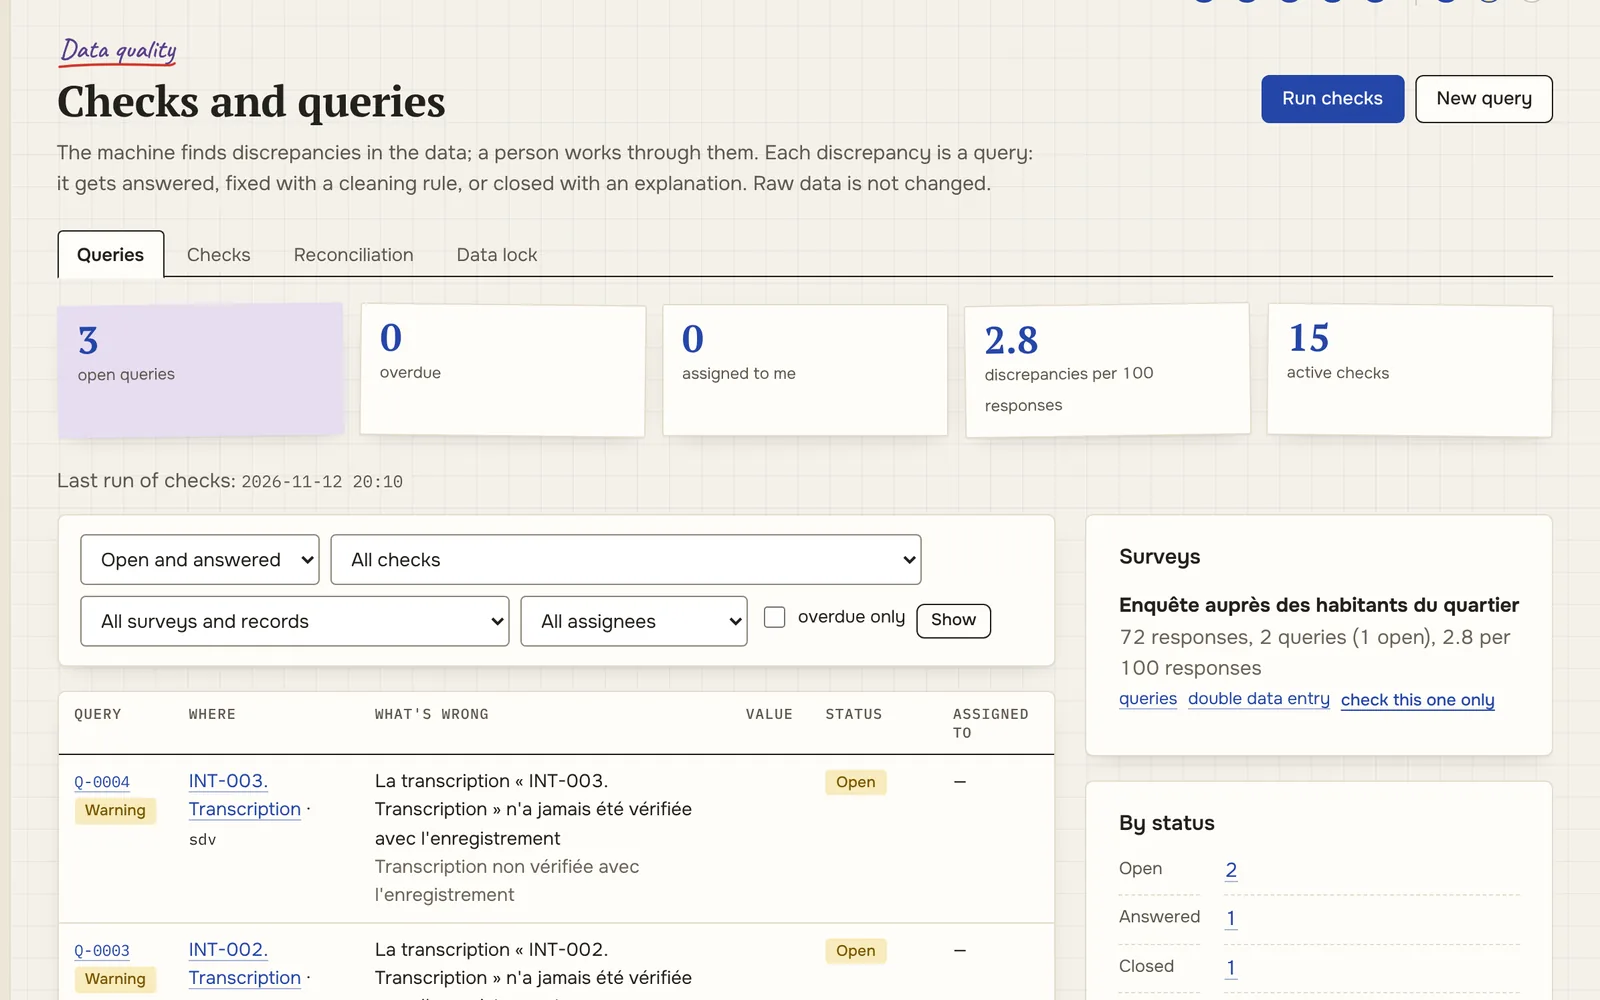 Data quality
Checks and queries
Run checks
New query
The machine finds discrepancies in the data; a person works through them. Each discrepancy is a query:
it gets answered, fixed with a cleaning rule, or closed with an explanation. Raw data is not changed.
Queries
Checks
Reconciliation
Data lock
3
open queries
0
overdue
0
assigned to me
2.8
discrepancies per 100
responses
15
active checks
Last run of checks: 2026-11-12 20:10
Open and answered
All checks
All surveys and records
All assignees
overdue only
Show
QUERY
WHERE
WHAT'S WRONG
VALUE
STATUS
ASSIGNED
TO
Q-0004
Warning
INT-003.
Transcription ·
sdv
La transcription « INT-003.
Transcription » n'a jamais été vérifiée
avec l'enregistrement
Transcription non vérifiée avec
l'enregistrement
Open
—
Q-0003
Warning
INT-002.
Transcription ·
La transcription « INT-002.
Transcription » n'a jamais été vérifiée
Open
—
Surveys
Enquête auprès des habitants du quartier
72 responses, 2 queries (1 open), 2.8 per
100 responses
queries double data entry check this one only
By status
Open 2
Answered 1
Closed 1